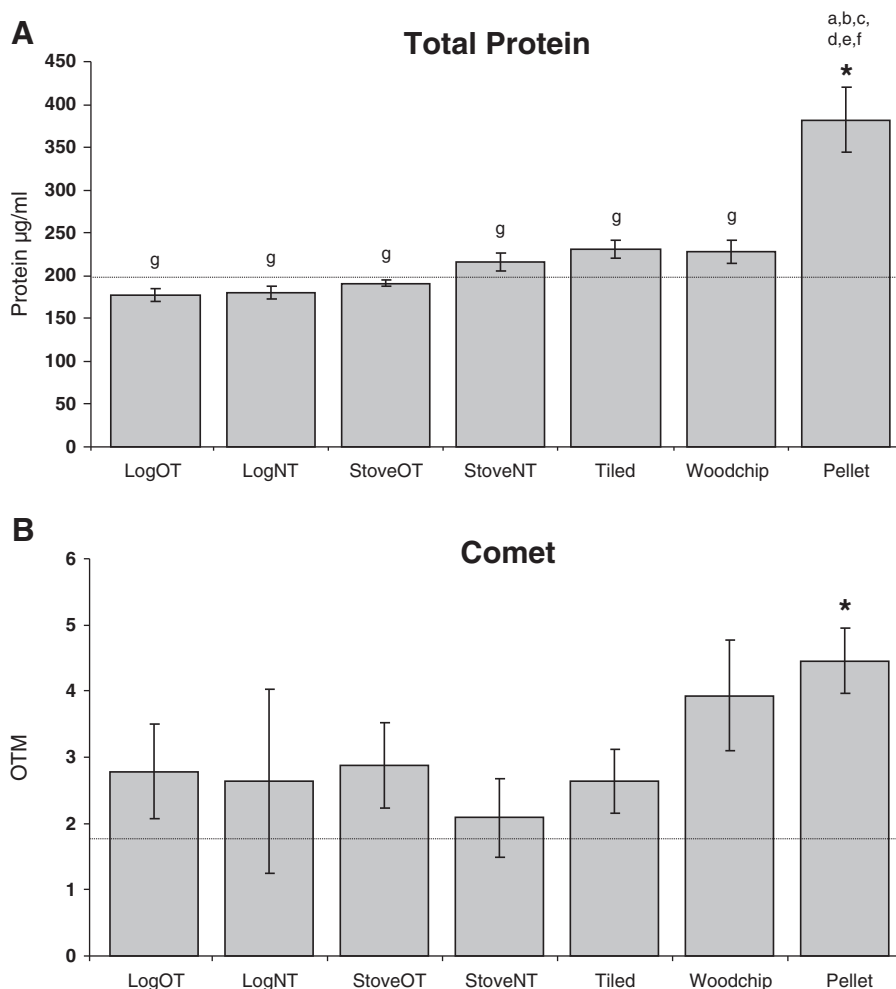 A
Total Protein
a,b,c,
d,e,f
*
450
400
350
300
250
200
150
100
50
0
Protein µg/ml
g
g
g
g
g
g
LogOT LogNT StoveOT StoveNT Tiled Woodchip Pellet
B
Comet
*
6
5
4
3
2
1
0
OTM
LogOT LogNT StoveOT StoveNT Tiled Woodchip Pellet